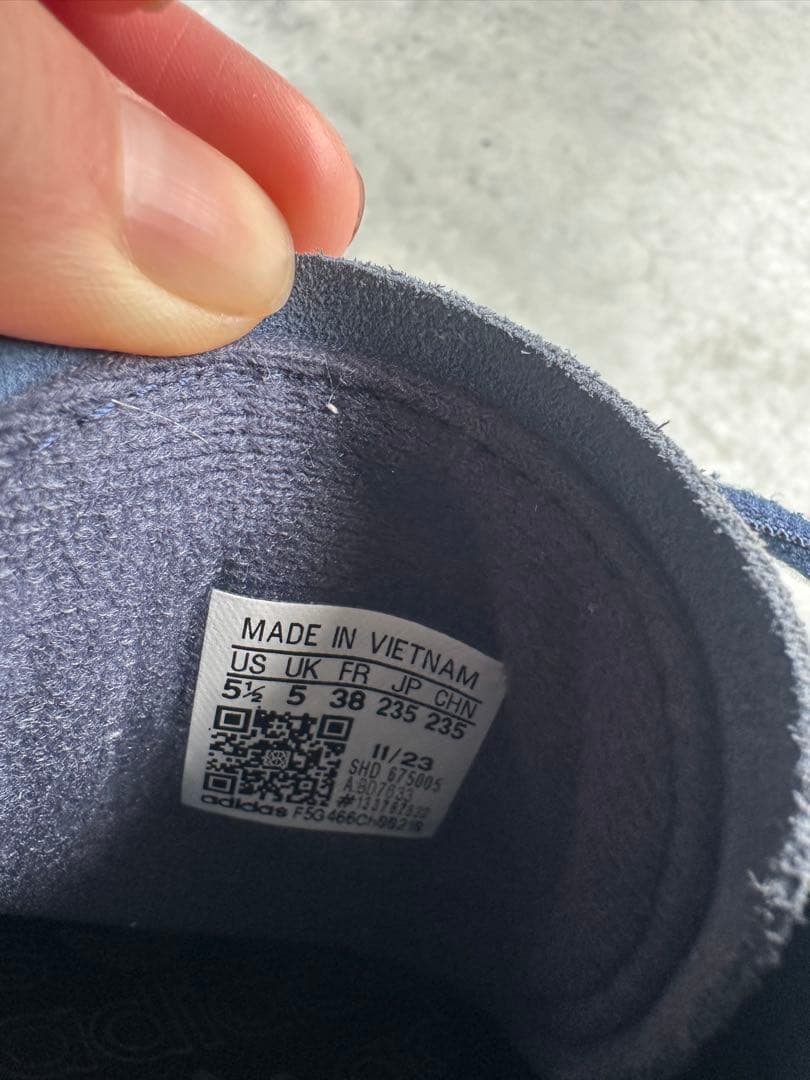 MADE IN VIETNAM
US UK FR JP CHN
5½ 5 38 235 235
11/23
SHD 675005
adidas